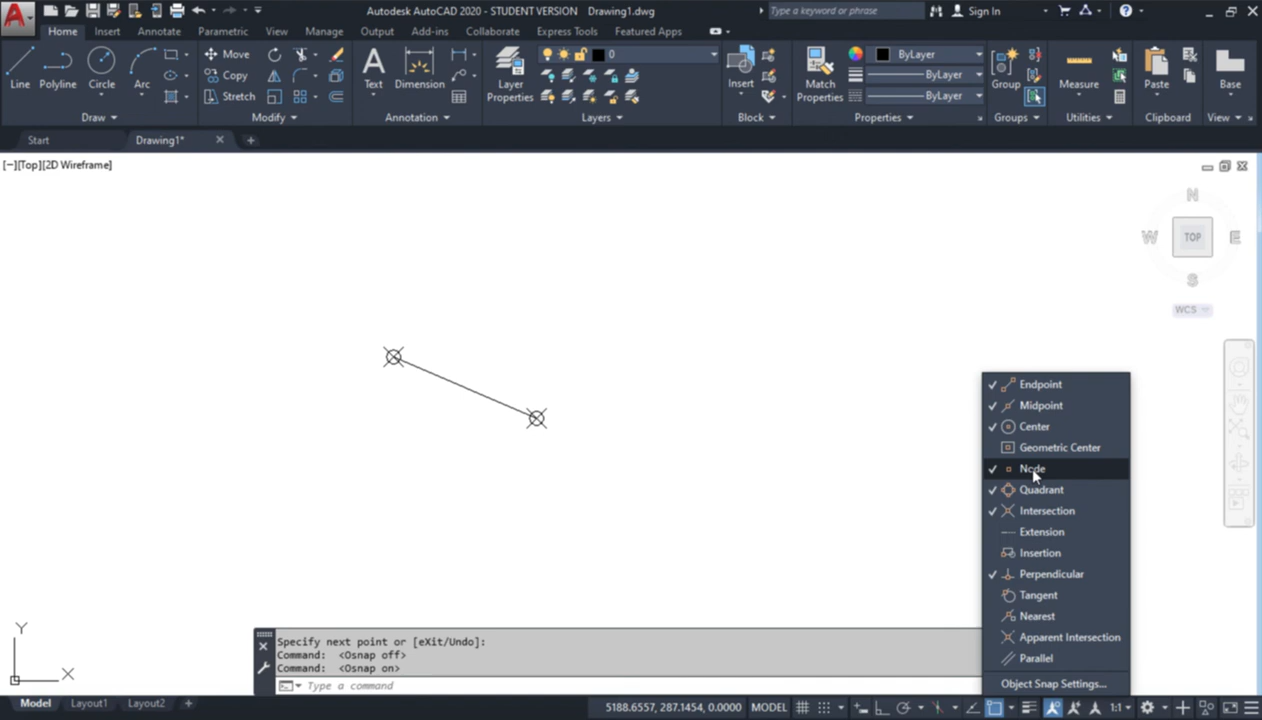 Autodesk AutoCAD 2020 - STUDENT VERSION Drawing1.dwg
Type a keyword or phrase
Sign In
Home Insert Annotate Parametric View Manage Output Add-ins Collaborate Express Tools Featured Apps
Line Polyline Circle Arc
Move
Copy
Stretch
Text Dimension
Layer Properties
0
Insert
Match Properties
ByLayer
ByLayer
ByLayer
Group
Measure
Paste
Base
Draw Modify Annotation Layers Block Properties Groups Utilities Clipboard View
Start Drawing1*
[−][Top][2D Wireframe]
N
W TOP E
S
WCS
Endpoint
Midpoint
Center
Geometric Center
Node
Quadrant
Intersection
Extension
Insertion
Perpendicular
Tangent
Nearest
Apparent Intersection
Parallel
Object Snap Settings...
Y
X
Specify next point or [eXit/Undo]:
Command: <Osnap off>
Command: <Osnap on>
Type a command
Model Layout1 Layout2
5188.6557, 287.1454, 0.0000 MODEL 1:1